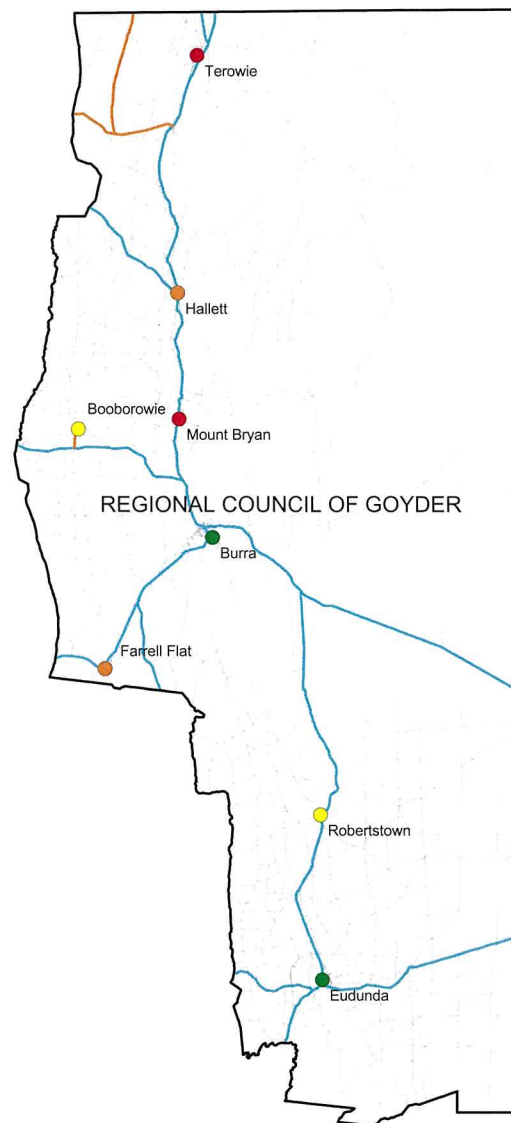 Terowie
Hallett
Booborowie
Mount Bryan
REGIONAL COUNCIL OF GOYDER
Burra
Farrell Flat
Robertstown
Eudunda